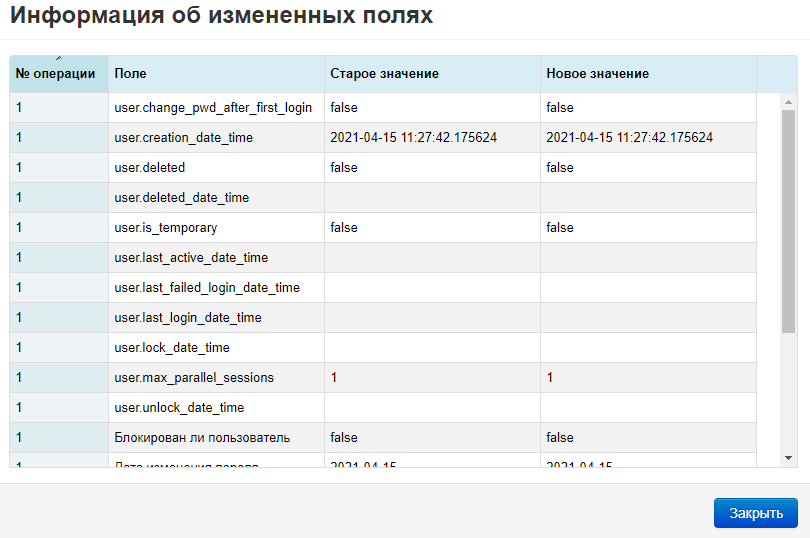 Информация об измененных полях
№ операции Поле Старое значение Новое значение
1 user.change_pwd_after_first_login false false
1 user.creation_date_time 2021-04-15 11:27:42.175624 2021-04-15 11:27:42.175624
1 user.deleted false false
1 user.deleted_date_time
1 user.is_temporary false false
1 user.last_active_date_time
1 user.last_failed_login_date_time
1 user.last_login_date_time
1 user.lock_date_time
1 user.max_parallel_sessions 1 1
1 user.unlock_date_time
1 Блокирован ли пользователь false false
1 Дата изменения пароля 2021-04-15 2021-04-15
Закрыть